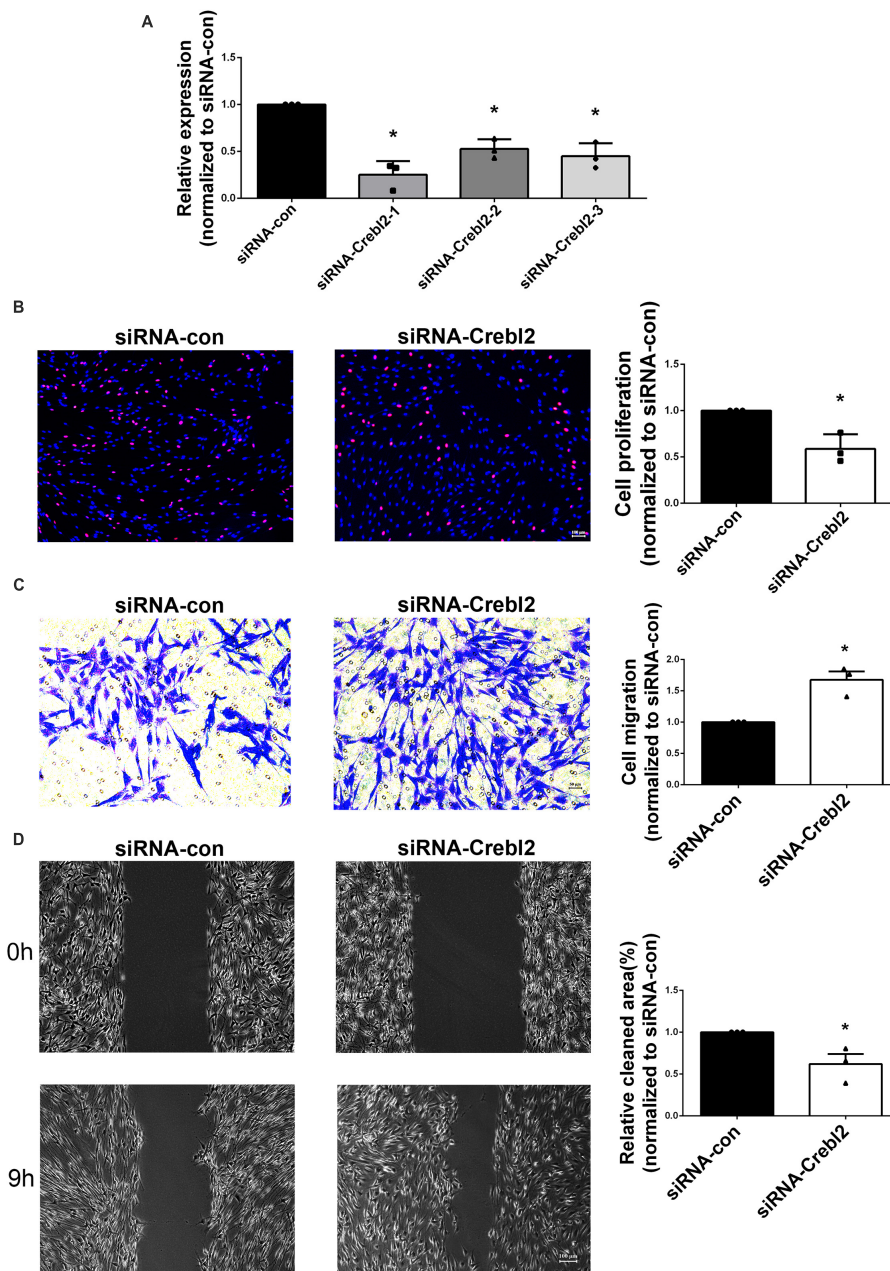 A
Relative expression
(normalized to siRNA-con)
1.5
1.0
0.5
0.0
*
*
*
siRNA-con
siRNA-Crebl2-1
siRNA-Crebl2-2
siRNA-Crebl2-3
B
siRNA-con
siRNA-Crebl2
100 μm
Cell proliferation
(normalized to siRNA-con)
1.5
1.0
0.5
0.0
*
siRNA-con
siRNA-Crebl2
C
siRNA-con
siRNA-Crebl2
50 μm
Cell migration
(normalized to siRNA-con)
2.0
1.5
1.0
0.5
0.0
*
siRNA-con
siRNA-Crebl2
D
siRNA-con
siRNA-Crebl2
0h
9h
100 μm
Relative cleaned area(%)
(normalized to siRNA-con)
1.5
1.0
0.5
0.0
*
siRNA-con
siRNA-Crebl2